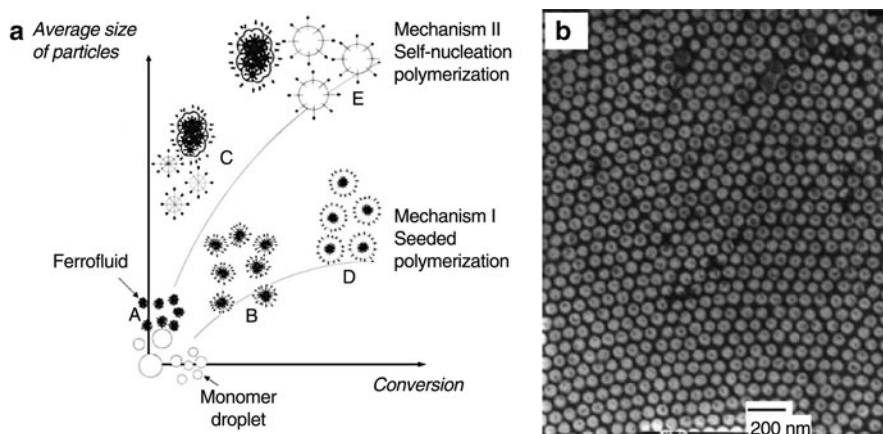 a
Average size
of particles
Mechanism II
Self-nucleation
polymerization
E
C
Mechanism I
Seeded
polymerization
Ferrofluid
A
B
D
Conversion
Monomer
droplet
b
200 nm